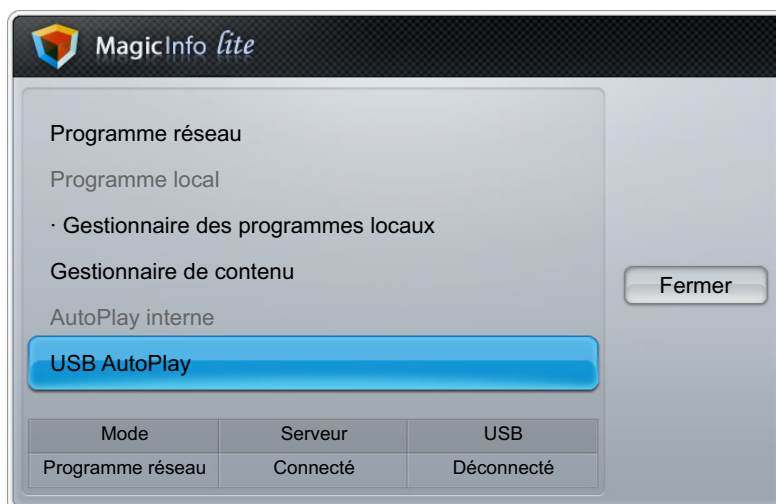 MagicInfo lite
Programme réseau
Programme local
· Gestionnaire des programmes locaux
Gestionnaire de contenu
AutoPlay interne
USB AutoPlay
Fermer
Mode Serveur USB
Programme réseau Connecté Déconnecté